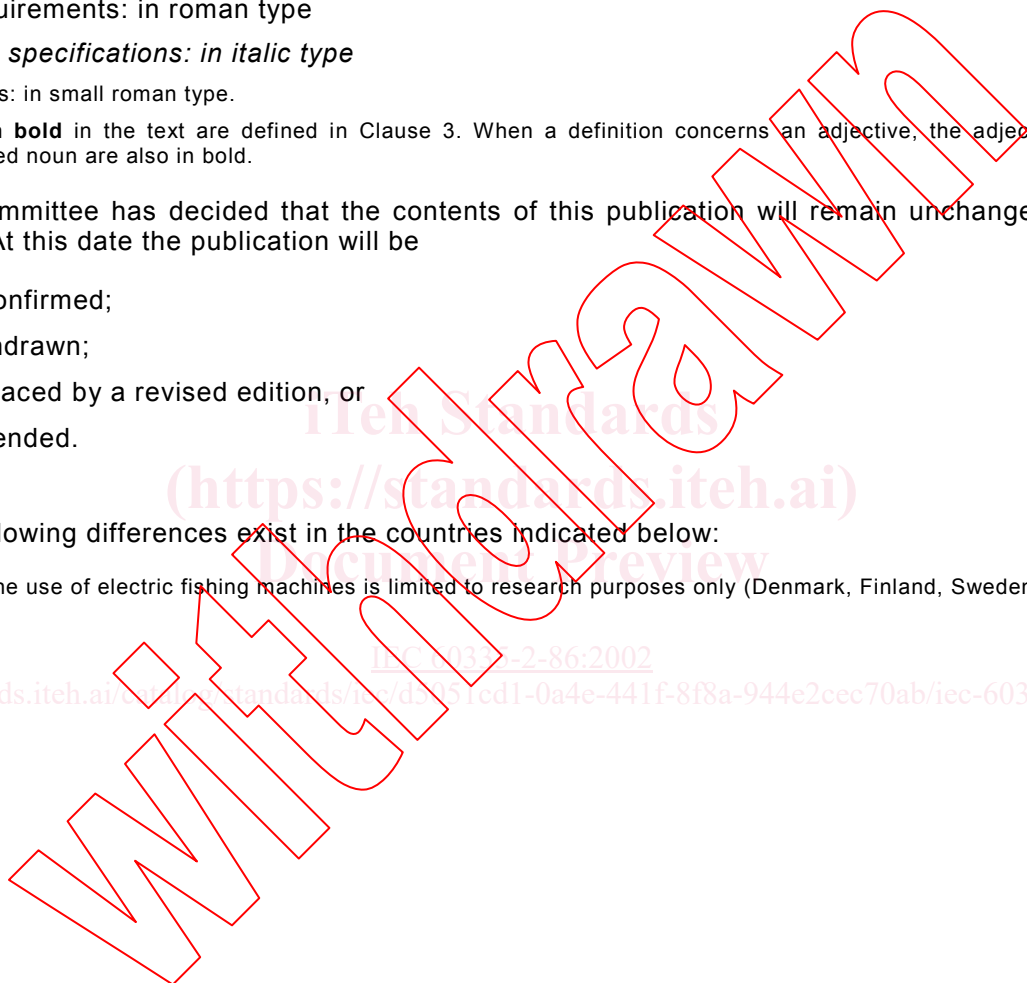 uirements: in roman type
specifications: in italic type
s: in small roman type.
bold in the text are defined in Clause 3. When a definition concerns an adjective, the adjec
ed noun are also in bold.
mmittee has decided that the contents of this publication will remain unchange
At this date the publication will be
onfirmed;
hdrawn;
laced by a revised edition, or
ended.
iTeh Standards
(https://standards.iteh.ai)
lowing differences exist in the countries indicated below:
Document Preview
he use of electric fishing machines is limited to research purposes only (Denmark, Finland, Sweden
IEC 60335-2-86:2002
ds.iteh.ai/catalog/standards/iec/d5051cd1-0a4e-441f-8f8a-944e2cec70ab/iec-603
withdrawn